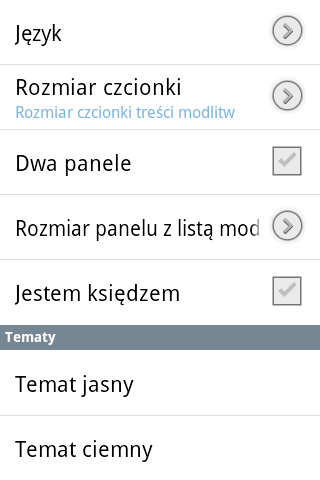 Język
Rozmiar czcionki
Rozmiar czcionki treści modlitw
Dwa panele
Rozmiar panelu z listą mod
Jestem księdzem
Tematy
Temat jasny
Temat ciemny